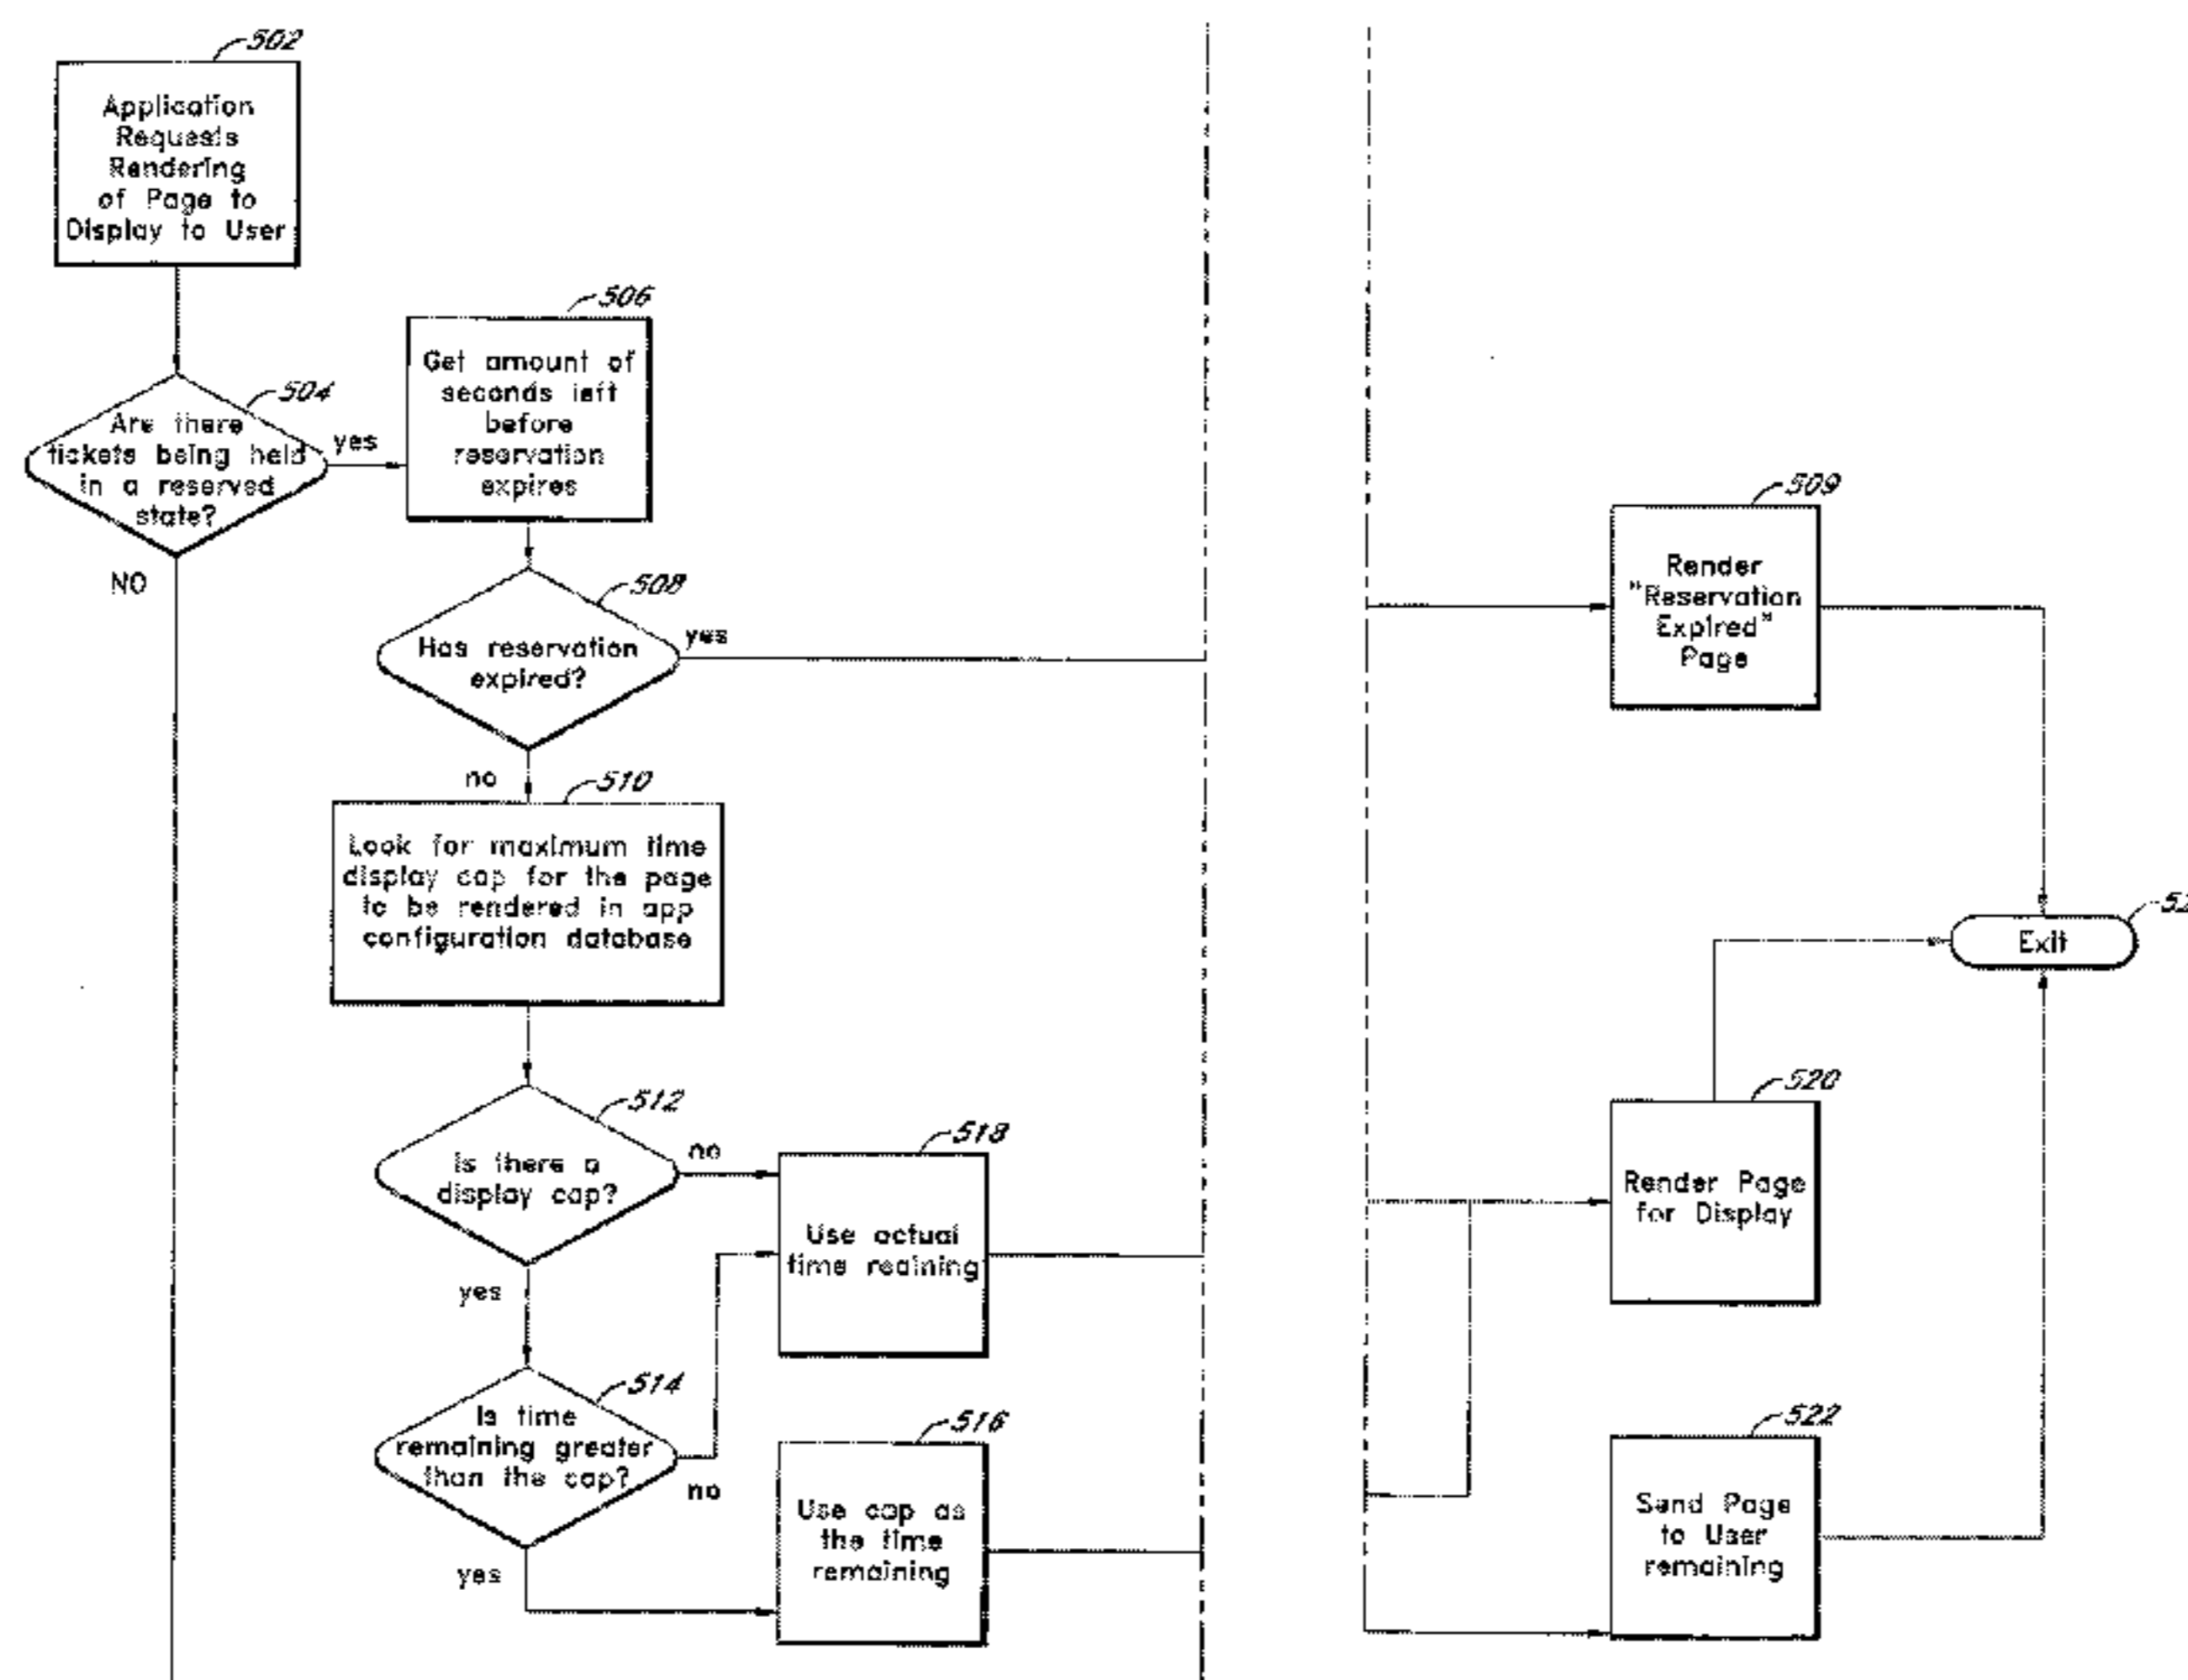 502
Application
Requests
Rendering
of Page to
Display to User
504
Are there
tickets being held
in a reserved
state?
yes
NO
506
Get amount of
seconds left
before
reservation
expires
508
Has reservation
expired?
yes
no
510
Look for maximum time
display cap for the page
to be rendered in app
configuration database
512
Is there a
display cap?
no
yes
518
Use actual
time reaining
514
Is time
remaining greater
than the cap?
no
yes
516
Use cap as
the time
remaining
509
Render
"Reservation
Expired"
Page
Exit
520
Render Page
for Display
522
Send Page
to User
remaining